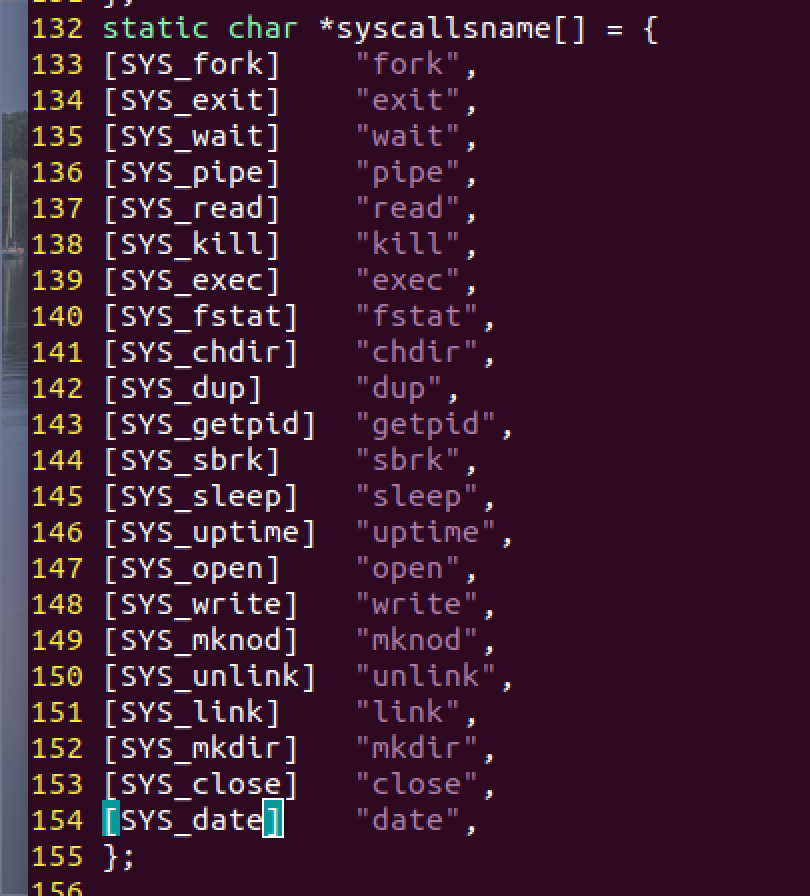 132 static char *syscallsname[] = {
133 [SYS_fork]    "fork",
134 [SYS_exit]    "exit",
135 [SYS_wait]    "wait",
136 [SYS_pipe]    "pipe",
137 [SYS_read]    "read",
138 [SYS_kill]    "kill",
139 [SYS_exec]    "exec",
140 [SYS_fstat]   "fstat",
141 [SYS_chdir]   "chdir",
142 [SYS_dup]     "dup",
143 [SYS_getpid]  "getpid",
144 [SYS_sbrk]    "sbrk",
145 [SYS_sleep]   "sleep",
146 [SYS_uptime]  "uptime",
147 [SYS_open]    "open",
148 [SYS_write]   "write",
149 [SYS_mknod]   "mknod",
150 [SYS_unlink]  "unlink",
151 [SYS_link]    "link",
152 [SYS_mkdir]   "mkdir",
153 [SYS_close]   "close",
154 [SYS_date]    "date",
155 };
156